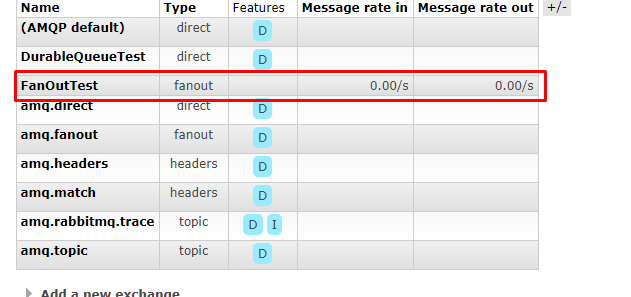 Name Type Features Message rate in Message rate out +/-
(AMQP default) direct D
DurableQueueTest direct D
FanOutTest fanout 0.00/s 0.00/s
amq.direct direct D
amq.fanout fanout D
amq.headers headers D
amq.match headers D
amq.rabbitmq.trace topic D I
amq.topic topic D
Add a new exchange